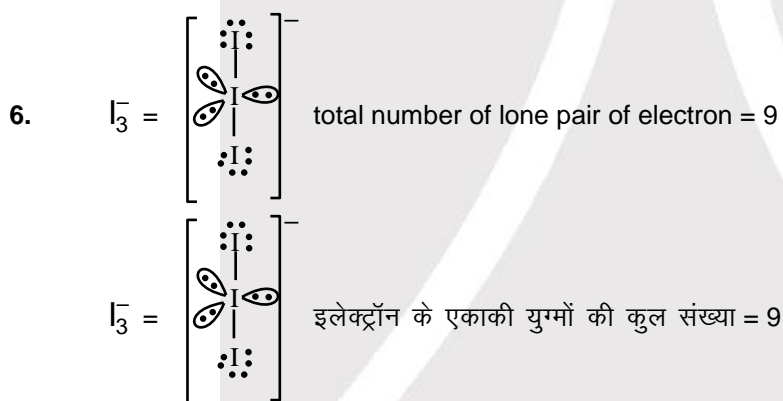 6. I₃⁻ = [I–I–I]⁻ total number of lone pair of electron = 9
I₃⁻ = [I–I–I]⁻ इलेक्ट्रॉन के एकाकी युग्मों की कुल संख्या = 9